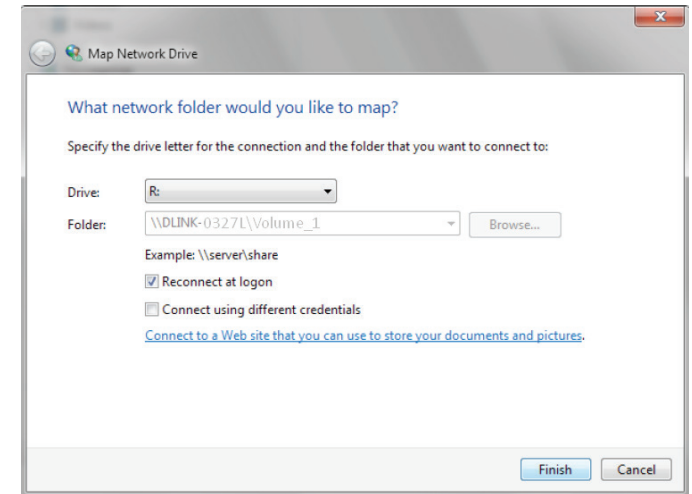 Map Network Drive
What network folder would you like to map?
Specify the drive letter for the connection and the folder that you want to connect to:
Drive: R:
Folder: \\DLINK-0327L\Volume_1 Browse...
Example: \\server\share
Reconnect at logon
Connect using different credentials
Connect to a Web site that you can use to store your documents and pictures.
Finish Cancel